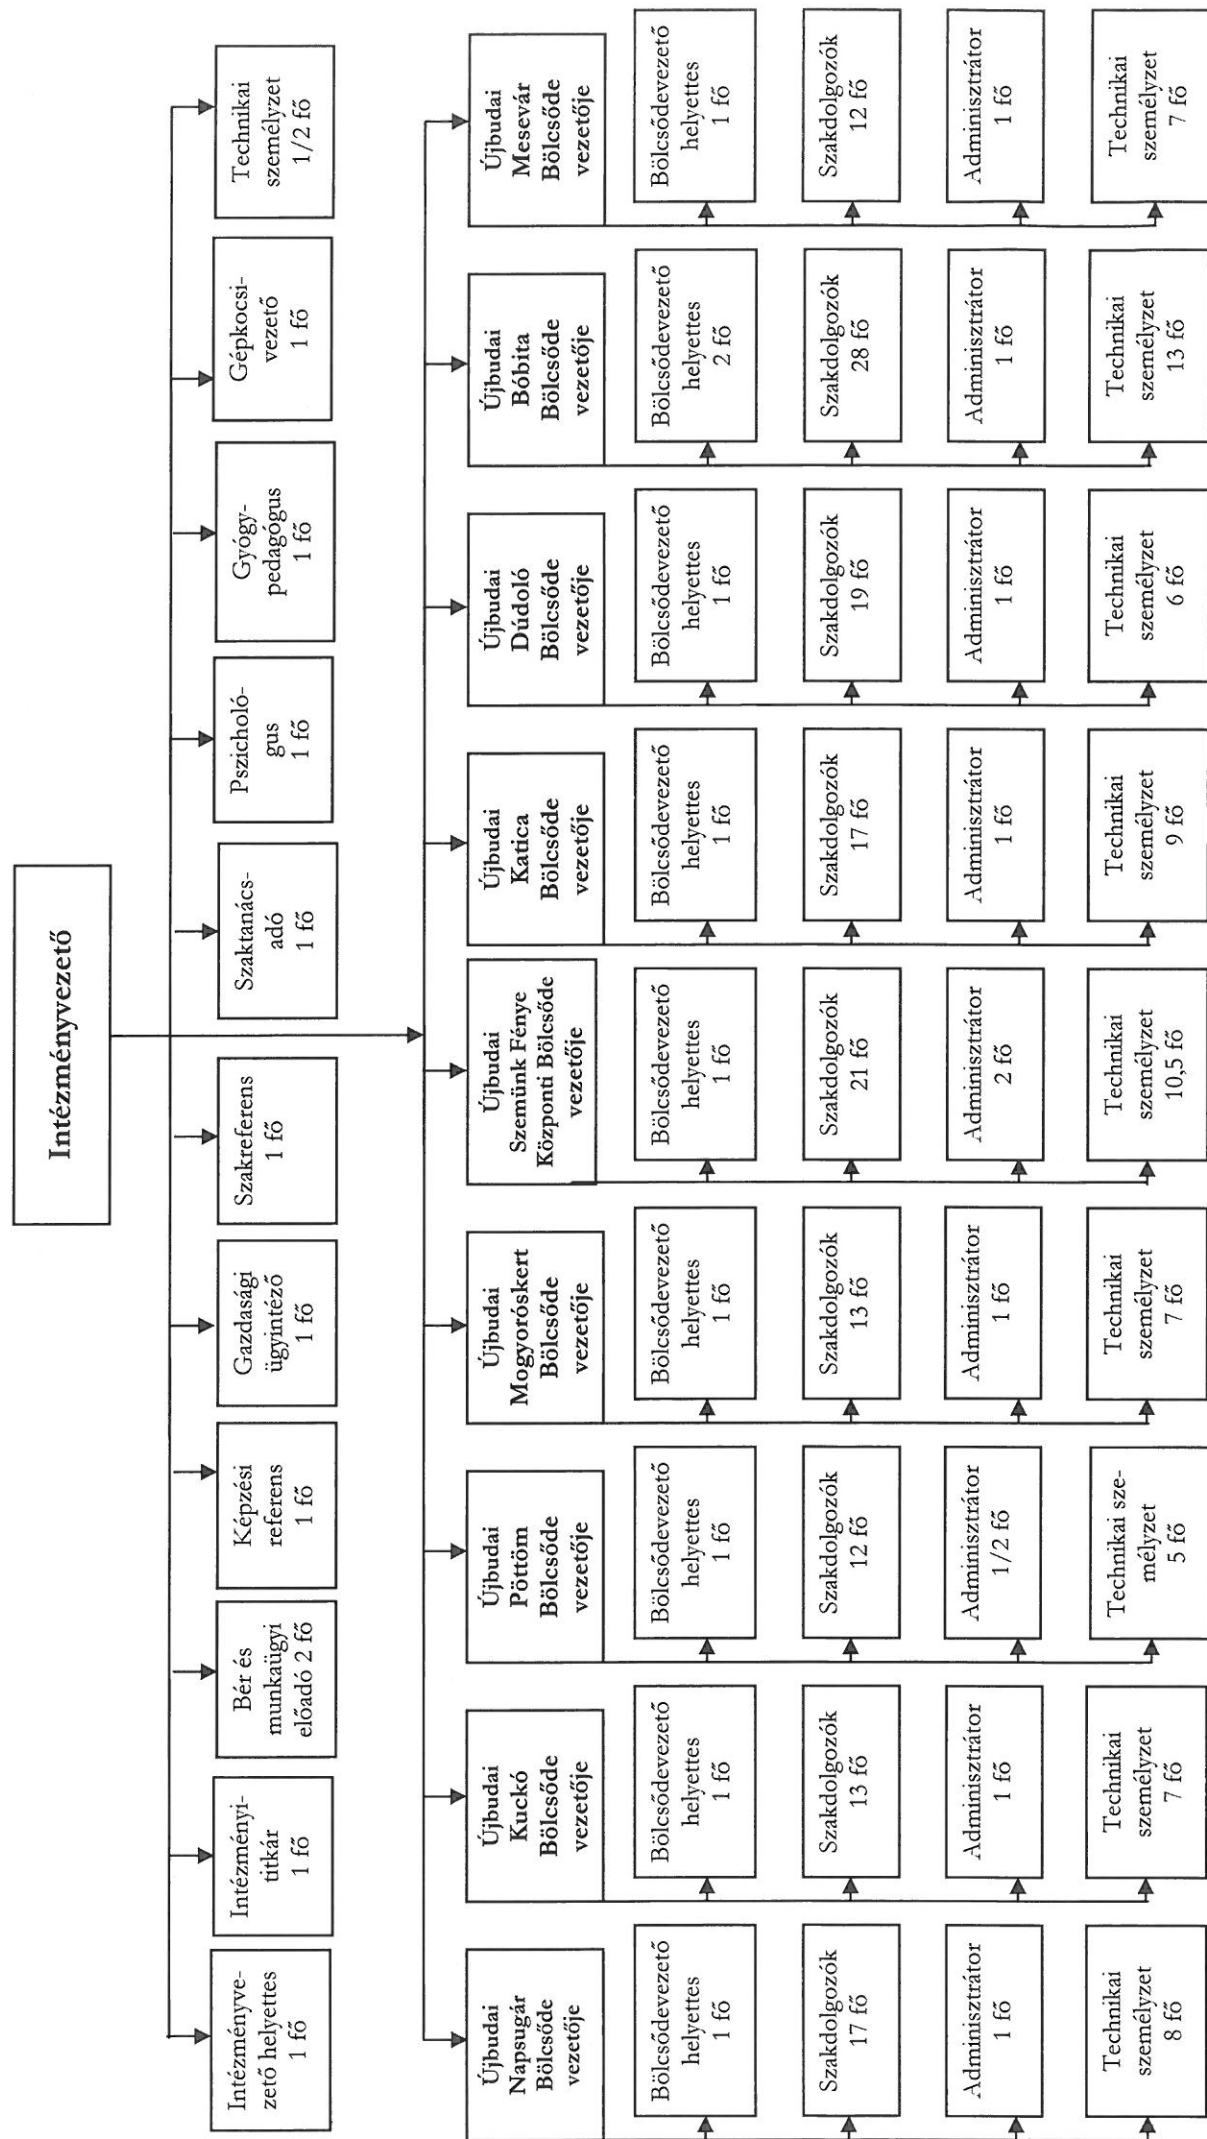 Intézményvezető
Intézményve-
zető helyettes
1 fő
Intézményi-
titkár
1 fő
Bér és
munkaügyi
előadó 2 fő
Képzési
referens
1 fő
Gazdasági
ügyintéző
1 fő
Szakreferens
1 fő
Szaktanács-
adó
1 fő
Pszicholó-
gus
1 fő
Gyógy-
pedagógus
1 fő
Gépkocsi-
vezető
1 fő
Technikai
személyzet
1/2 fő
Újbudai
Napsugár
Bölcsőde
vezetője
Bölcsődevezető
helyettes
1 fő
Szakdolgozók
17 fő
Adminisztrátor
1 fő
Technikai
személyzet
8 fő
Újbudai
Kuckó
Bölcsőde
vezetője
Bölcsődevezető
helyettes
1 fő
Szakdolgozók
13 fő
Adminisztrátor
1 fő
Technikai
személyzet
7 fő
Újbudai
Pöttöm
Bölcsőde
vezetője
Bölcsődevezető
helyettes
1 fő
Szakdolgozók
12 fő
Adminisztrátor
1/2 fő
Technikai sze-
mélyzet
5 fő
Újbudai
Mogyoróskert
Bölcsőde
vezetője
Bölcsődevezető
helyettes
1 fő
Szakdolgozók
13 fő
Adminisztrátor
1 fő
Technikai
személyzet
7 fő
Újbudai
Szemünk Fénye
Központi Bölcsőde
vezetője
Bölcsődevezető
helyettes
1 fő
Szakdolgozók
21 fő
Adminisztrátor
2 fő
Technikai
személyzet
10,5 fő
Újbudai
Katica
Bölcsőde
vezetője
Bölcsődevezető
helyettes
1 fő
Szakdolgozók
17 fő
Adminisztrátor
1 fő
Technikai
személyzet
9 fő
Újbudai
Dúdoló
Bölcsőde
vezetője
Bölcsődevezető
helyettes
1 fő
Szakdolgozók
19 fő
Adminisztrátor
1 fő
Technikai
személyzet
6 fő
Újbudai
Bóbita
Bölcsőde
vezetője
Bölcsődevezető
helyettes
2 fő
Szakdolgozók
28 fő
Adminisztrátor
1 fő
Technikai
személyzet
13 fő
Újbudai
Mesevár
Bölcsőde
vezetője
Bölcsődevezető
helyettes
1 fő
Szakdolgozók
12 fő
Adminisztrátor
1 fő
Technikai
személyzet
7 fő